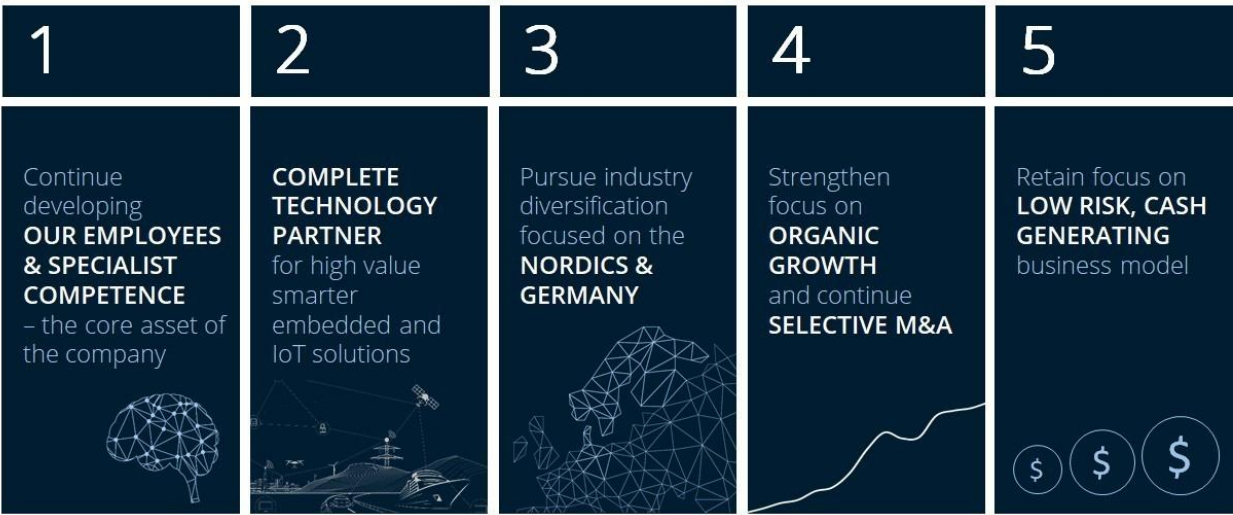 1
Continue
developing
OUR EMPLOYEES
& SPECIALIST
COMPETENCE
– the core asset of
the company
2
COMPLETE
TECHNOLOGY
PARTNER
for high value
smarter
embedded and
IoT solutions
3
Pursue industry
diversification
focused on the
NORDICS &
GERMANY
4
Strengthen
focus on
ORGANIC
GROWTH
and continue
SELECTIVE M&A
5
Retain focus on
LOW RISK, CASH
GENERATING
business model
$ $ $